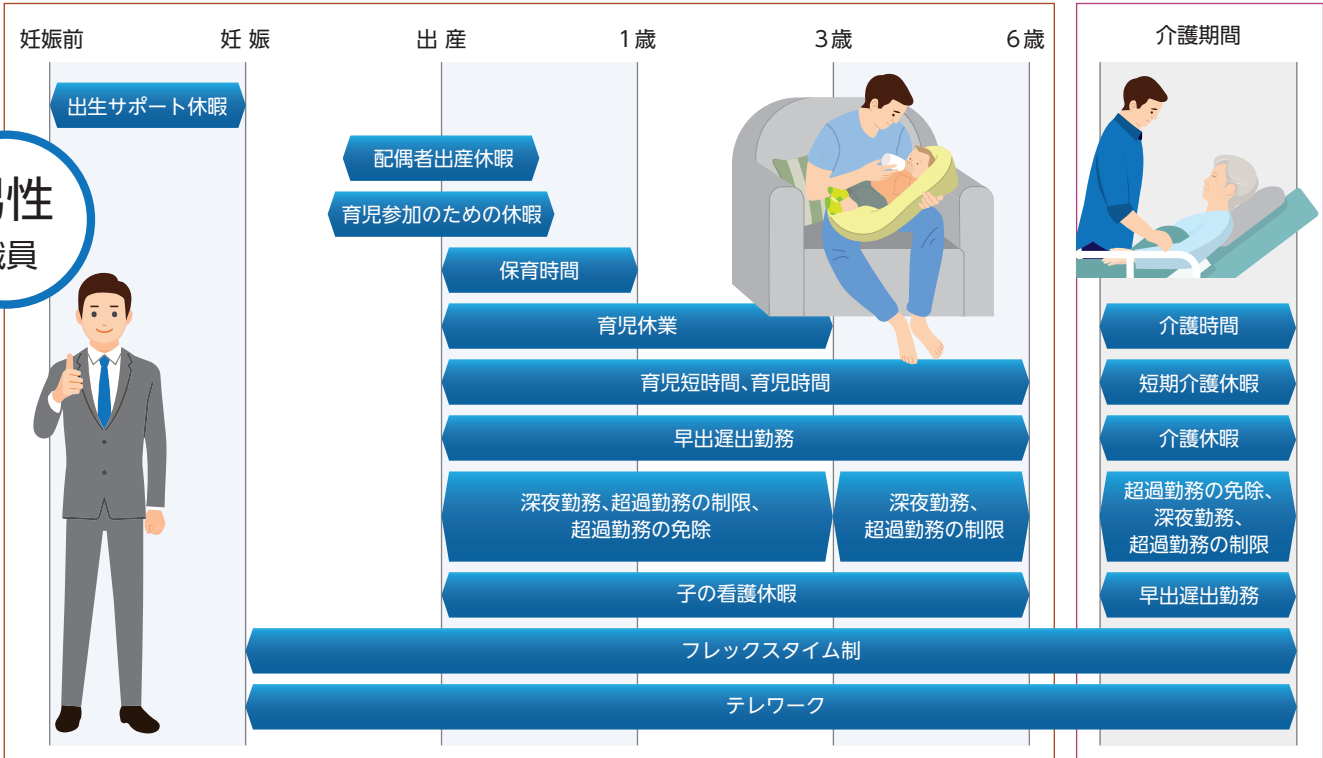 妊娠前
妊娠
出産
1歳
3歳
6歳
介護期間
出生サポート休暇
配偶者出産休暇
育児参加のための休暇
保育時間
育児休業
育児短時間、育児時間
早出遅出勤務
深夜勤務、超過勤務の制限、
超過勤務の免除
深夜勤務、
超過勤務の制限
子の看護休暇
フレックスタイム制
テレワーク
男性
職員
介護時間
短期介護休暇
介護休暇
超過勤務の免除、
深夜勤務、
超過勤務の制限
早出遅出勤務